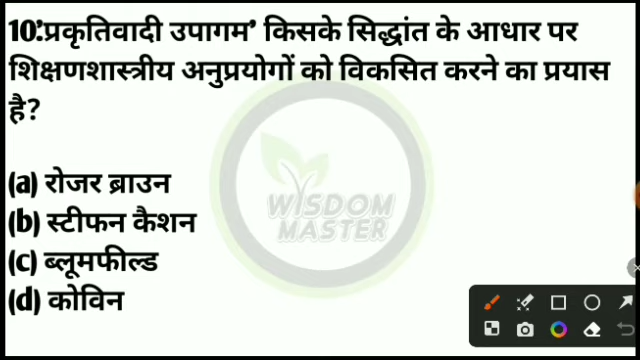 10:'प्रकृतिवादी उपागम' किसके सिद्धांत के आधार पर
शिक्षणशास्त्रीय अनुप्रयोगों को विकसित करने का प्रयास
है?
(a) रोजर ब्राउन
(b) स्टीफन कैशन
(c) ब्लूमफील्ड
(d) कोविन
WISDOM
MASTER